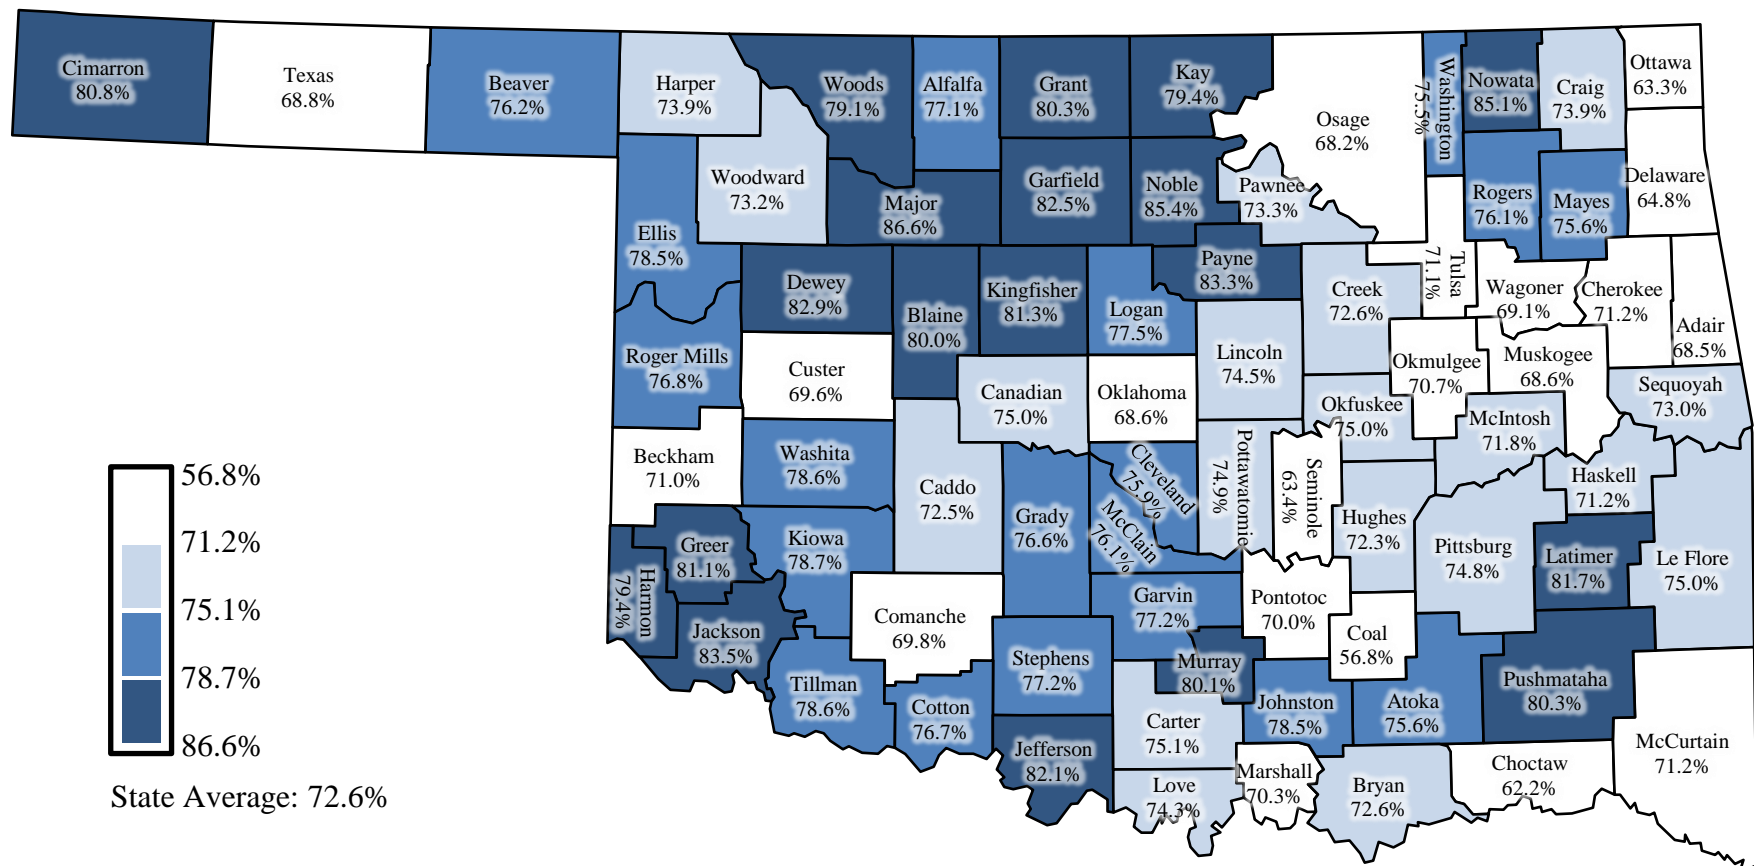 Cimarron
80.8%
Texas
68.8%
Beaver
76.2%
Harper
73.9%
Woods
79.1%
Alfalfa
77.1%
Grant
80.3%
Kay
79.4%
Osage
68.2%
Washington
75.5%
Nowata
85.1%
Craig
73.9%
Ottawa
63.3%
Woodward
73.2%
Major
86.6%
Garfield
82.5%
Noble
85.4%
Pawnee
73.3%
Rogers
76.1%
Mayes
75.6%
Delaware
64.8%
Ellis
78.5%
Dewey
82.9%
Blaine
80.0%
Kingfisher
81.3%
Logan
77.5%
Payne
83.3%
Creek
72.6%
Tulsa
71.1%
Wagoner
69.1%
Cherokee
71.2%
Adair
68.5%
Roger Mills
76.8%
Custer
69.6%
Canadian
75.0%
Oklahoma
68.6%
Lincoln
74.5%
Okfuskee
75.0%
Okmulgee
70.7%
Muskogee
68.6%
McIntosh
71.8%
Sequoyah
73.0%
Beckham
71.0%
Washita
78.6%
Caddo
72.5%
Grady
76.6%
Cleveland
75.9%
McClain
76.1%
Pottawatomie
74.9%
Seminole
63.4%
Hughes
72.3%
Pittsburg
74.8%
Haskell
71.2%
Latimer
81.7%
Le Flore
75.0%
Harmon
79.4%
Greer
81.1%
Kiowa
78.7%
Jackson
83.5%
Comanche
69.8%
Tillman
78.6%
Cotton
76.7%
Stephens
77.2%
Jefferson
82.1%
Garvin
77.2%
Murray
80.1%
Carter
75.1%
Love
74.3%
Pontotoc
70.0%
Johnston
78.5%
Marshall
70.3%
Coal
56.8%
Atoka
75.6%
Bryan
72.6%
Pushmataha
80.3%
Choctaw
62.2%
McCurtain
71.2%
56.8%
71.2%
75.1%
78.7%
86.6%
State Average: 72.6%